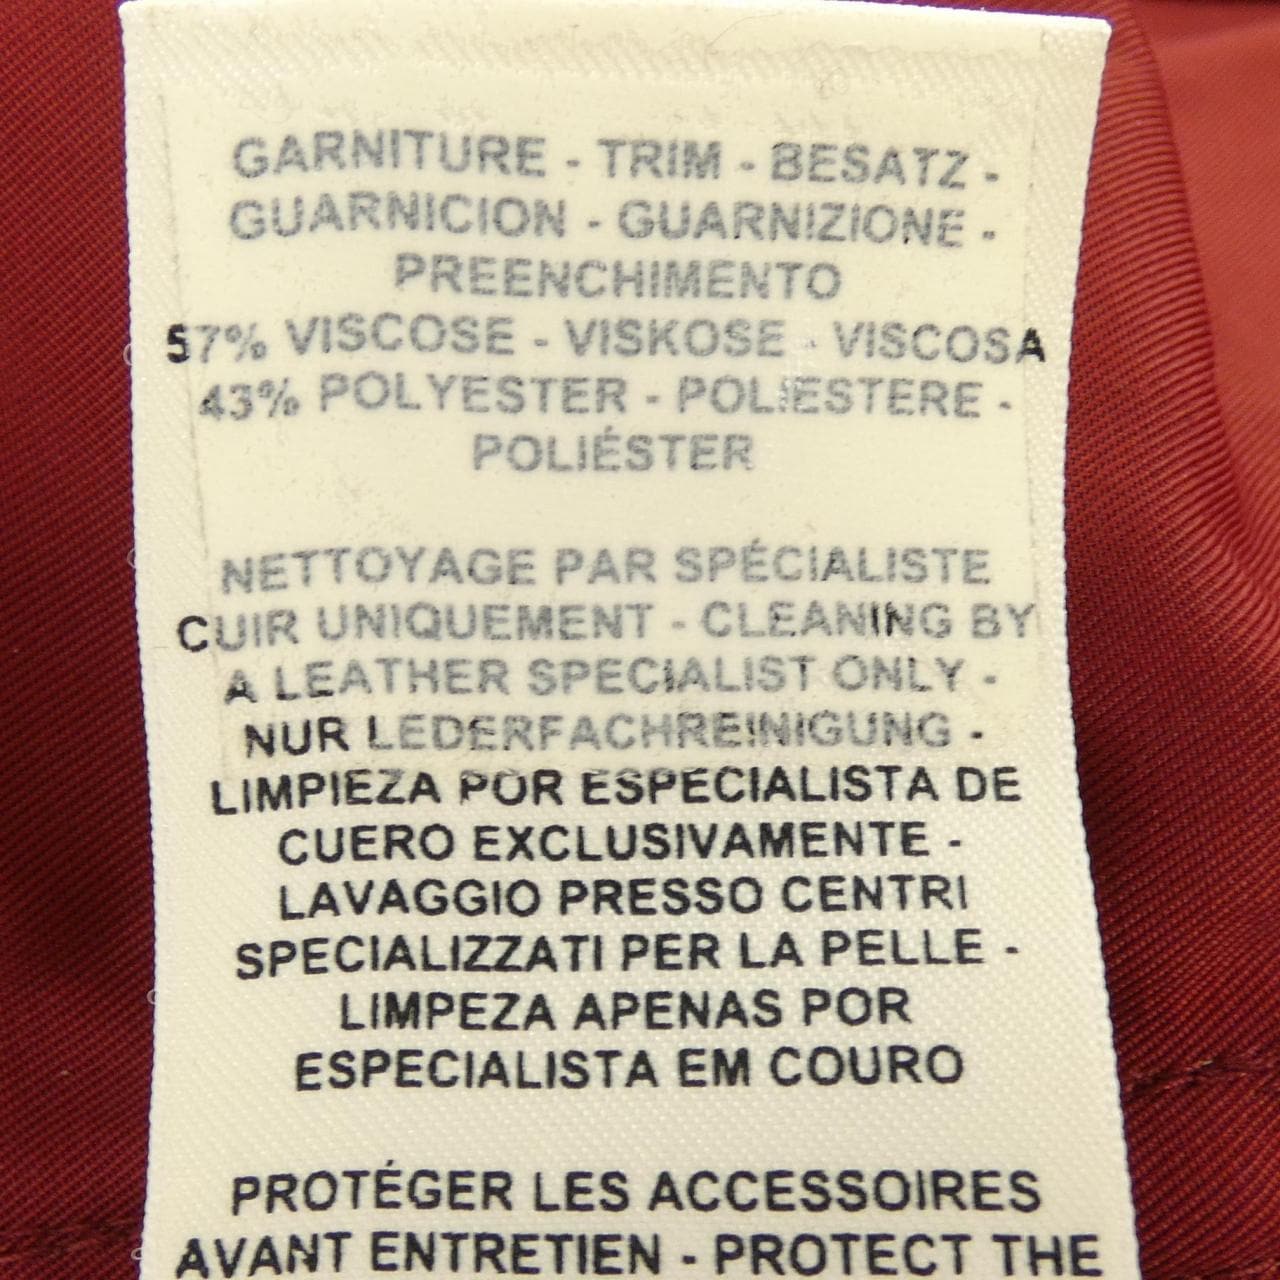 GARNITURE - TRIM - BESATZ -
GUARNICION - GUARNIZIONE -
PREENCHIMENTO
57% VISCOSE - VISKOSE - VISCOSA
43% POLYESTER - POLIESTERE -
POLIÉSTER
NETTOYAGE PAR SPÉCIALISTE
CUIR UNIQUEMENT - CLEANING BY
A LEATHER SPECIALIST ONLY -
NUR LEDERFACHREINIGUNG -
LIMPIEZA POR ESPECIALISTA DE
CUERO EXCLUSIVAMENTE -
LAVAGGIO PRESSO CENTRI
SPECIALIZZATI PER LA PELLE -
LIMPEZA APENAS POR
ESPECIALISTA EM COURO
PROTÉGER LES ACCESSOIRES
AVANT ENTRETIEN - PROTECT THE